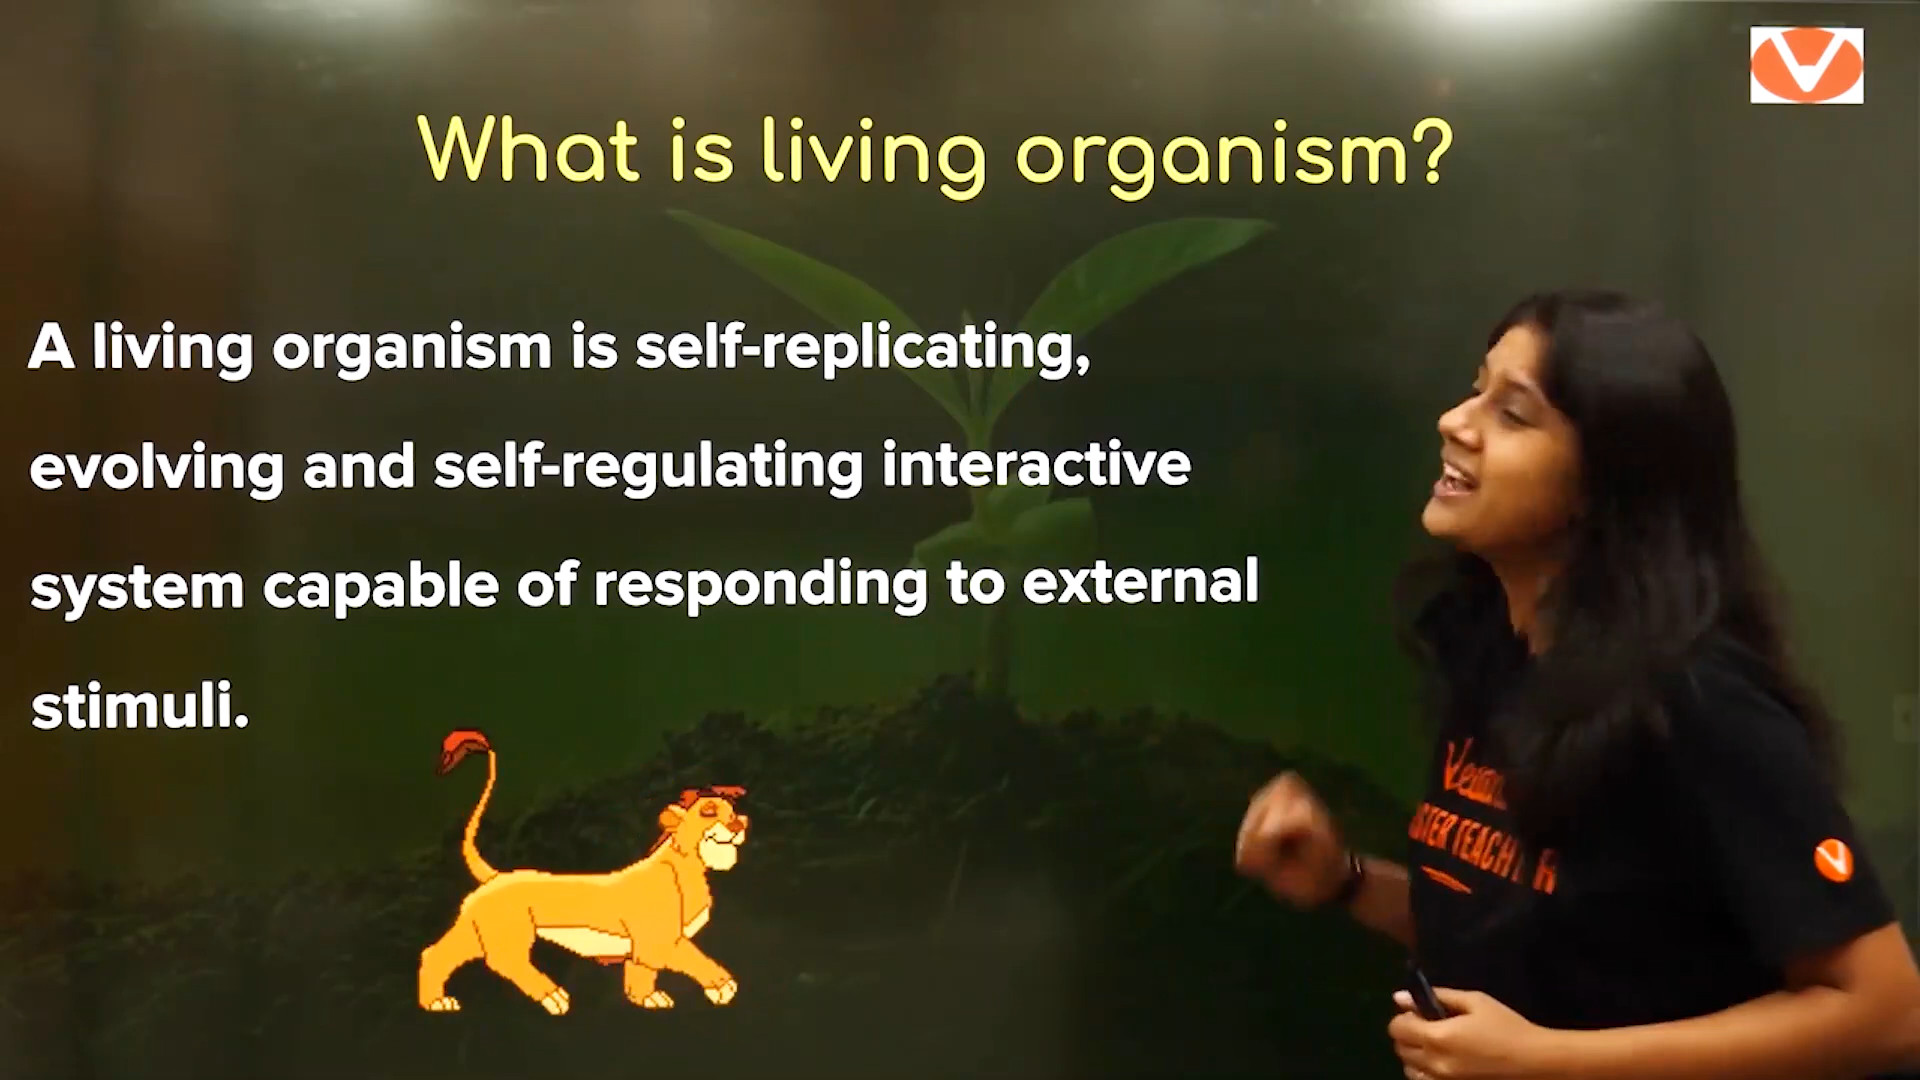 What is living organism?
A living organism is self-replicating,
evolving and self-regulating interactive
system capable of responding to external
stimuli.